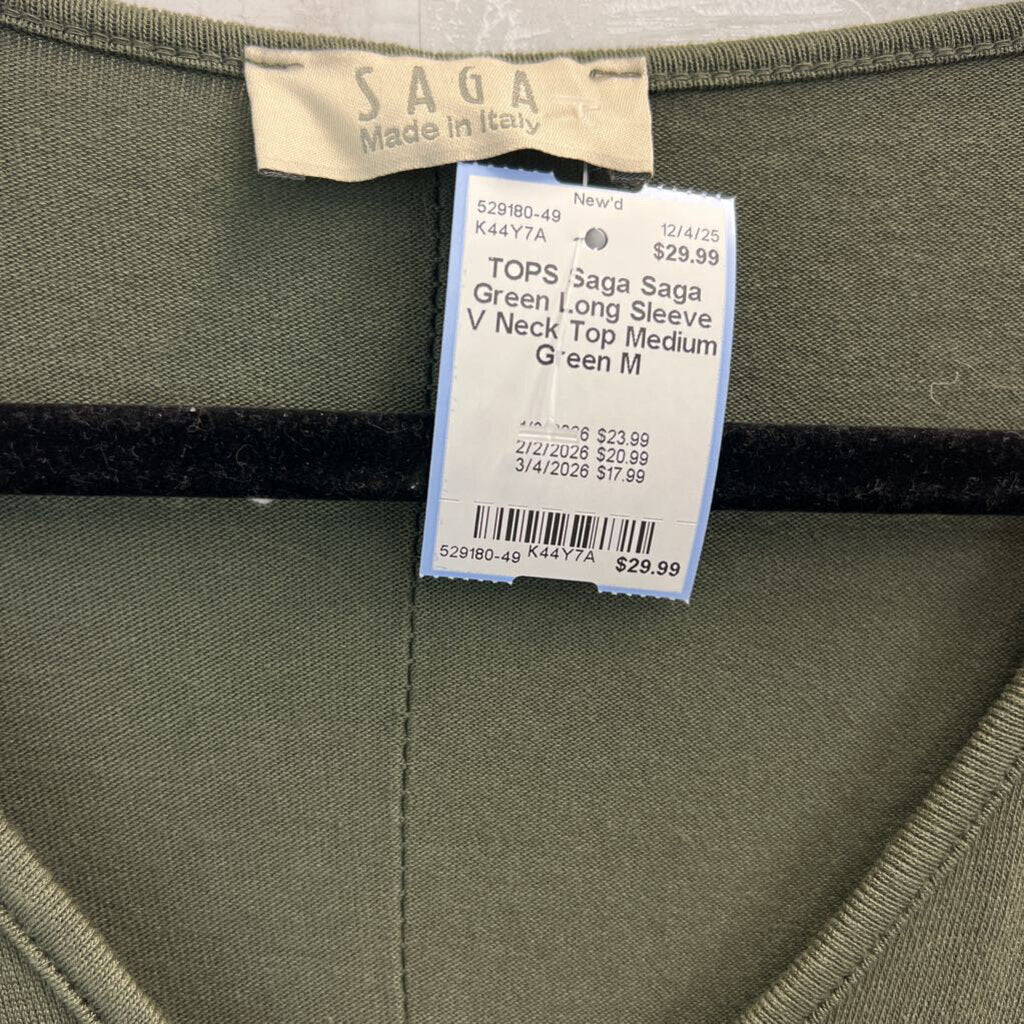 SAGA
Made in Italy
New'd
529180-49
K44Y7A
12/4/25
$29.99
TOPS Saga Saga
Green Long Sleeve
V Neck Top Medium
Green M
$23.99
2/2/2026 $20.99
3/4/2026 $17.99
529180-49 K44Y7A $29.99